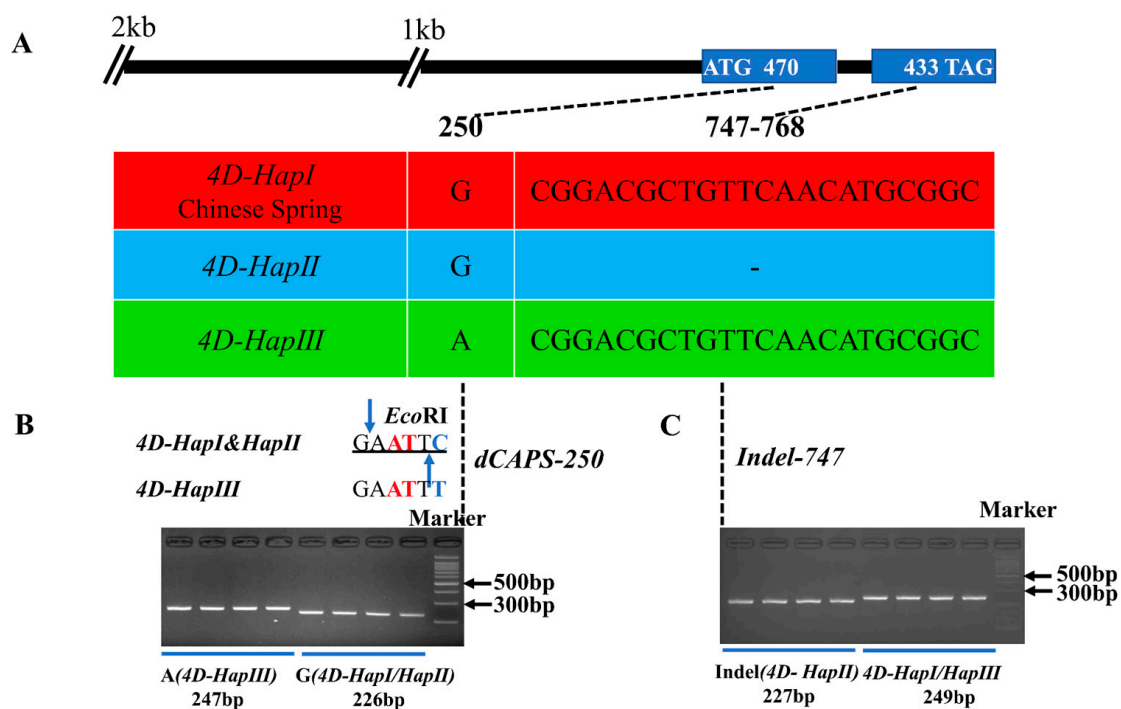 A
2kb
1kb
ATG 470
433 TAG
250
747-768
4D-HapI
Chinese Spring
G
CGGACGCTGTTCAACATGCGGC
4D-HapII
G
-
4D-HapIII
A
CGGACGCTGTTCAACATGCGGC
B
EcoRI
4D-HapI&HapII
GAATTC
4D-HapIII
GAATTT
dCAPS-250
Marker
500bp
300bp
A(4D-HapIII)
247bp
G(4D-HapI/HapII)
226bp
C
Indel-747
Marker
500bp
300bp
Indel(4D- HapII)
227bp
4D-HapI/HapIII
249bp